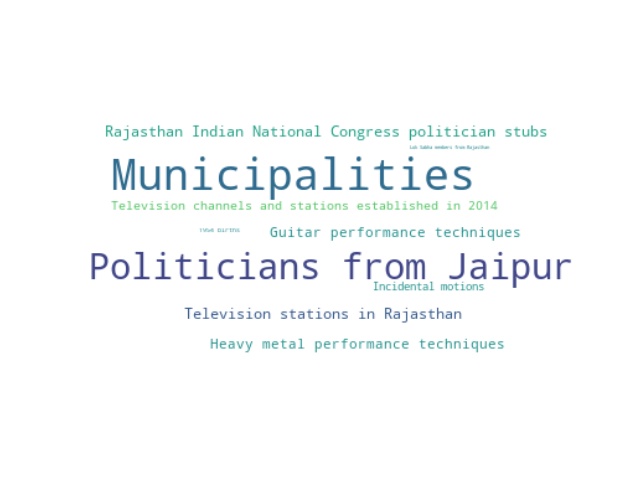 Rajasthan Indian National Congress politician stubs
Lok Sabha members from Rajasthan
Municipalities
Television channels and stations established in 2014
Guitar performance techniques
Politicians from Jaipur
Incidental motions
Television stations in Rajasthan
Heavy metal performance techniques